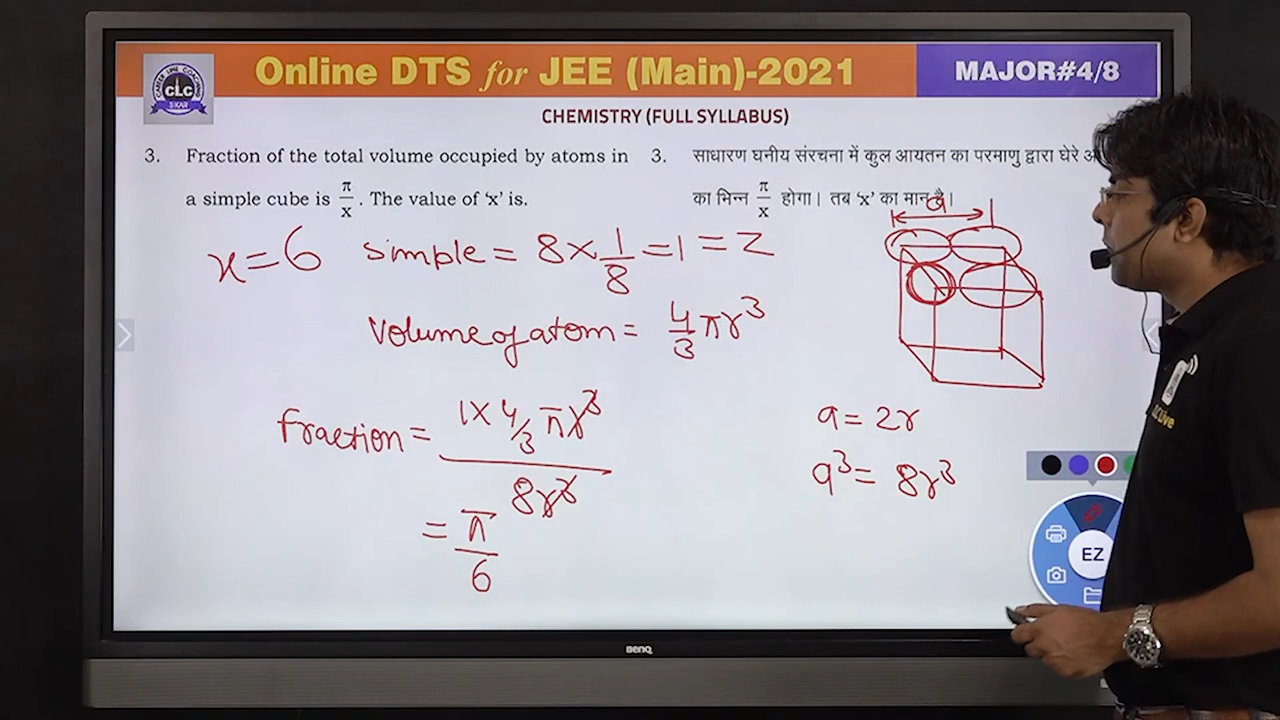 Online DTS for JEE (Main)-2021
MAJOR#4/8
CLC
SIKAR
CHEMISTRY (FULL SYLLABUS)
3. Fraction of the total volume occupied by atoms in
a simple cube is π/x. The value of 'x' is.
3. साधारण घनीय संरचना में कुल आयतन का परमाणु द्वारा घेरे
का भिन्न π/x होगा। तब 'x' का मान है।
a
x=6
simple = 8 × 1/8 = 1 = Z
Volume of atom = 4/3 πr³
fraction = 1 × 4/3 πr³ / 8r³
= π/6
a = 2r
a³ = 8r³
EZ
BenQ